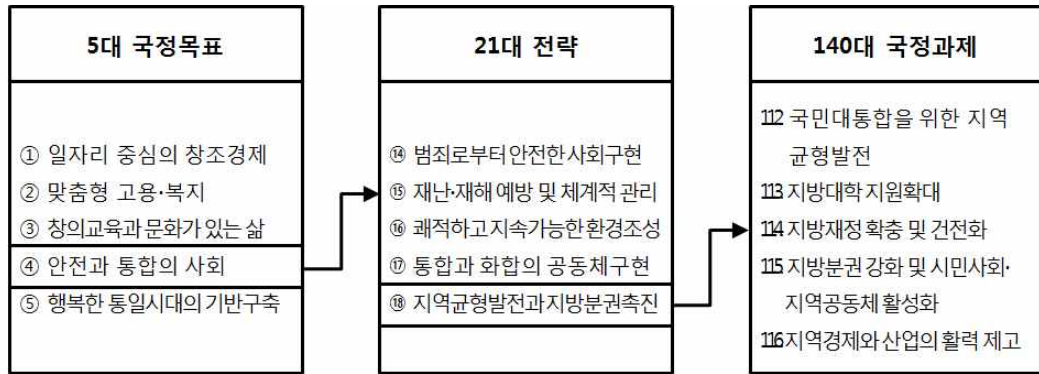 5대 국정목표
① 일자리 중심의 창조경제
② 맞춤형 고용·복지
③ 창의교육과 문화가 있는 삶
④ 안전과 통합의 사회
⑤ 행복한 통일시대의 기반구축
21대 전략
⑭ 범죄로부터 안전한 사회구현
⑮ 재난·재해 예방 및 체계적 관리
⑯ 쾌적하고 지속가능한 환경조성
⑰ 통합과 화합의 공동체구현
⑱ 지역균형발전과 지방분권촉진
140대 국정과제
112 국민대통합을 위한 지역
균형발전
113 지방대학 지원확대
114 지방재정 확충 및 건전화
115 지방분권 강화 및 시민사회·
지역공동체 활성화
116 지역경제와 산업의 활력 제고